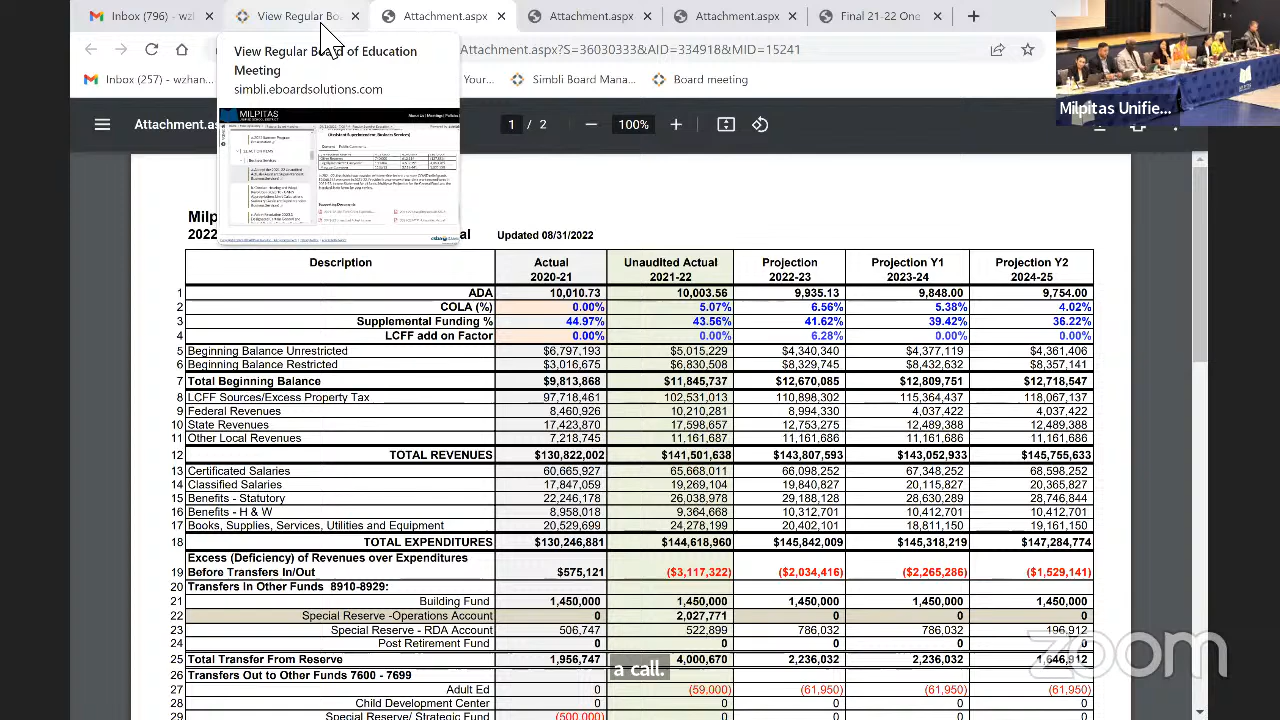 Inbox (796) - wz
View Regular Bo
Attachment.aspx
Attachment.aspx
Attachment.aspx
Final 21-22 One
Attachment.aspx?S=36030333&AID=334918&MID=15241
Inbox (257) - wzhan
Your...
Simbli Board Mana...
Board meeting
View Regular Board of Education
Meeting
simbli.eboardsolutions.com
MILPITAS
Milpitas Unifie...
Attachment.a
1 / 2
100%
Milp
2022
al
Updated 08/31/2022
Description Actual 2020-21 Unaudited Actual 2021-22 Projection 2022-23 Projection Y1 2023-24 Projection Y2 2024-25
1 ADA 10,010.73 10,003.56 9,935.13 9,848.00 9,754.00
2 COLA (%) 0.00% 5.07% 6.56% 5.38% 4.02%
3 Supplemental Funding % 44.97% 43.56% 41.62% 39.42% 36.22%
4 LCFF add on Factor 0.00% 0.00% 6.28% 0.00% 0.00%
5 Beginning Balance Unrestricted $6,797,193 $5,015,229 $4,340,340 $4,377,119 $4,361,406
6 Beginning Balance Restricted $3,016,675 $6,830,508 $8,329,745 $8,432,632 $8,357,141
7 Total Beginning Balance $9,813,868 $11,845,737 $12,670,085 $12,809,751 $12,718,547
8 LCFF Sources/Excess Property Tax 97,718,461 102,531,013 110,898,302 115,364,437 118,067,137
9 Federal Revenues 8,460,926 10,210,281 8,994,330 4,037,422 4,037,422
10 State Revenues 17,423,870 17,598,657 12,753,275 12,489,388 12,489,388
11 Other Local Revenues 7,218,745 11,161,687 11,161,686 11,161,686 11,161,686
12 TOTAL REVENUES $130,822,002 $141,501,638 $143,807,593 $143,052,933 $145,755,633
13 Certificated Salaries 60,665,927 65,668,011 66,098,252 67,348,252 68,598,252
14 Classified Salaries 17,847,059 19,269,104 19,840,827 20,115,827 20,365,827
15 Benefits - Statutory 22,246,178 26,038,978 29,188,128 28,630,289 28,746,844
16 Benefits - H & W 8,958,018 9,364,668 10,312,701 10,412,701 10,412,701
17 Books, Supplies, Services, Utilities and Equipment 20,529,699 24,278,199 20,402,101 18,811,150 19,161,150
18 TOTAL EXPENDITURES $130,246,881 $144,618,960 $145,842,009 $145,318,219 $147,284,774
Excess (Deficiency) of Revenues over Expenditures
19 Before Transfers In/Out $575,121 ($3,117,322) ($2,034,416) ($2,265,286) ($1,529,141)
20 Transfers In Other Funds 8910-8929:
21 Building Fund 1,450,000 1,450,000 1,450,000 1,450,000 1,450,000
22 Special Reserve -Operations Account 0 2,027,771 0 0 0
23 Special Reserve - RDA Account 506,747 522,899 786,032 786,032 196,912
24 Post Retirement Fund 0 0 0 0 0
25 Total Transfer From Reserve 1,956,747 4,000,670 2,236,032 2,236,032 1,646,912
26 Transfers Out to Other Funds 7600 - 7699
27 Adult Ed 0 (59,000) (61,950) (61,950) (61,950)
28 Child Development Center 0 0 0 0 0
29 Special Reserve/ Strategic Fund (500,000) 0 0 0 0
a call.
zoom